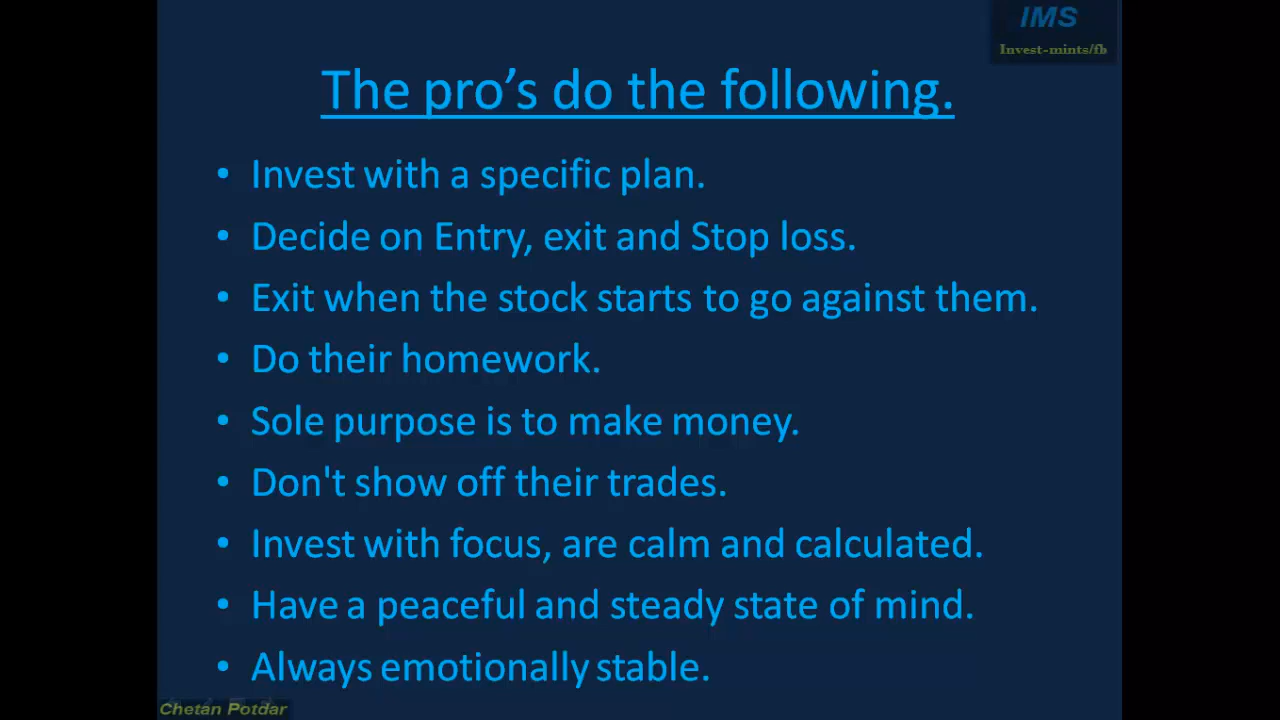 IMS
Invest-mints/fb
The pro’s do the following.
• Invest with a specific plan.
• Decide on Entry, exit and Stop loss.
• Exit when the stock starts to go against them.
• Do their homework.
• Sole purpose is to make money.
• Don't show off their trades.
• Invest with focus, are calm and calculated.
• Have a peaceful and steady state of mind.
• Always emotionally stable.
Chetan Potdar